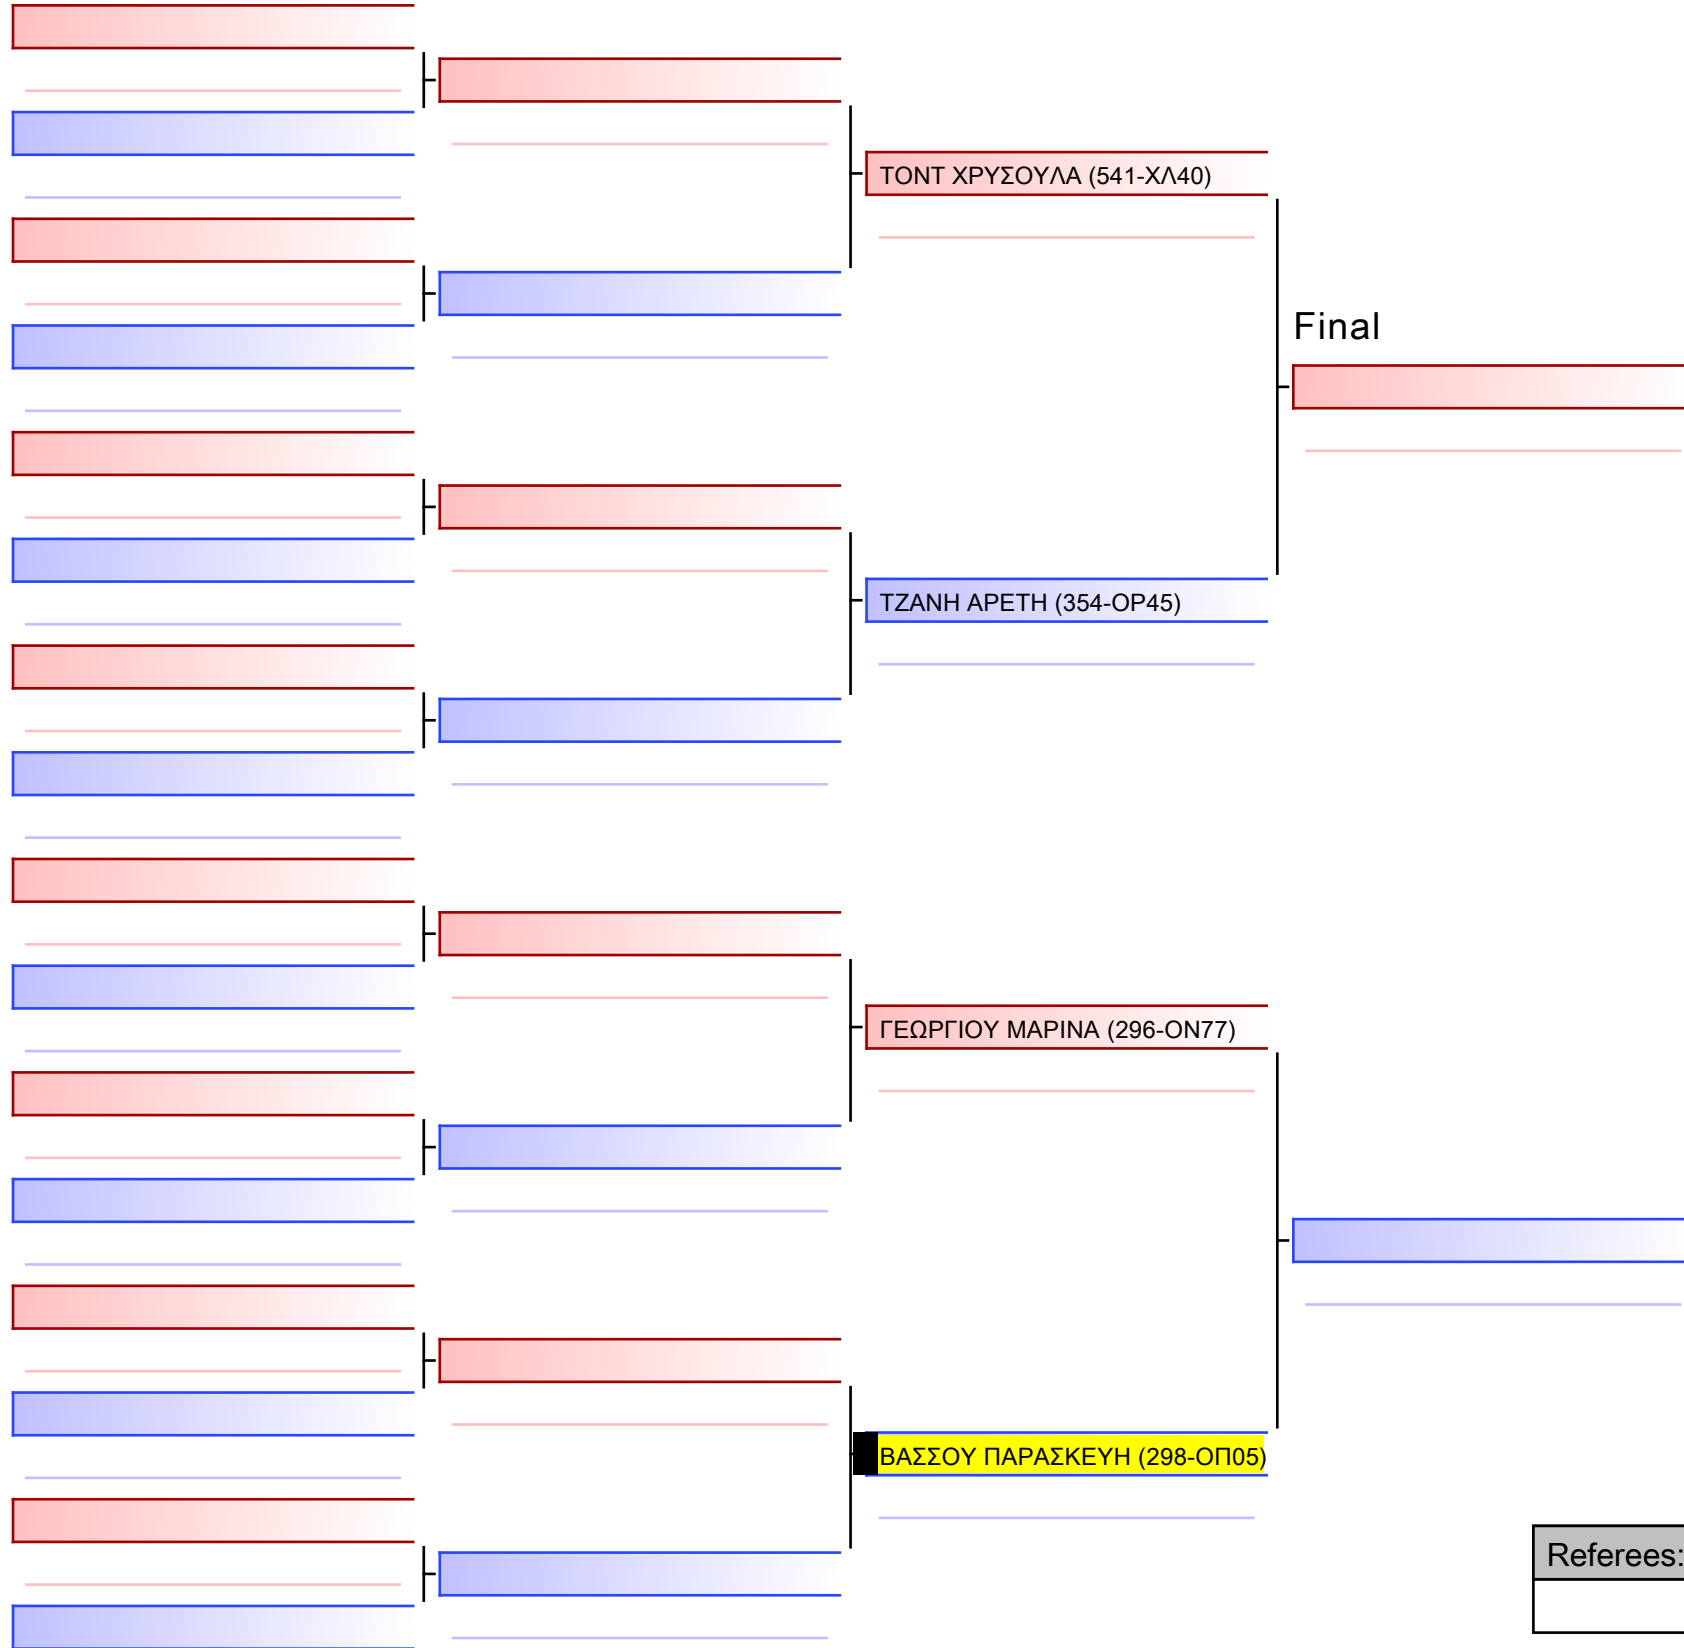 ΤΟΝΤ ΧΡΥΣΟΥΛΑ (541-ΧΛ40)
Final
ΤΖΑΝΗ ΑΡΕΤΗ (354-ΟΡ45)
ΓΕΩΡΓΙΟΥ ΜΑΡΙΝΑ (296-ΟΝ77)
ΒΑΣΣΟΥ ΠΑΡΑΣΚΕΥΗ (298-ΟΠ05)
Referees: